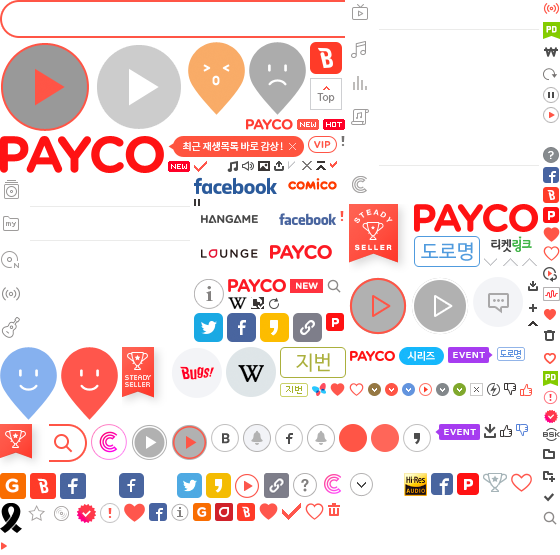 PD
B
Top
PAYCO NEW HOT
PAYCO
최근 재생목록 바로 감상!
VIP
NEW
my
facebook
comico
HANGAME
facebook
LOUNGE
PAYCO
STEADY
SELLER
PAYCO
도로명
티켓링크
PAYCO NEW
W
P
STEADY
SELLER
Bugs!
W
지번
PAYCO
시리즈
EVENT
도로명
지번
B
EVENT
G
B
f
f
Hi-Res
AUDIO
f
P
G
B
PD
BSK